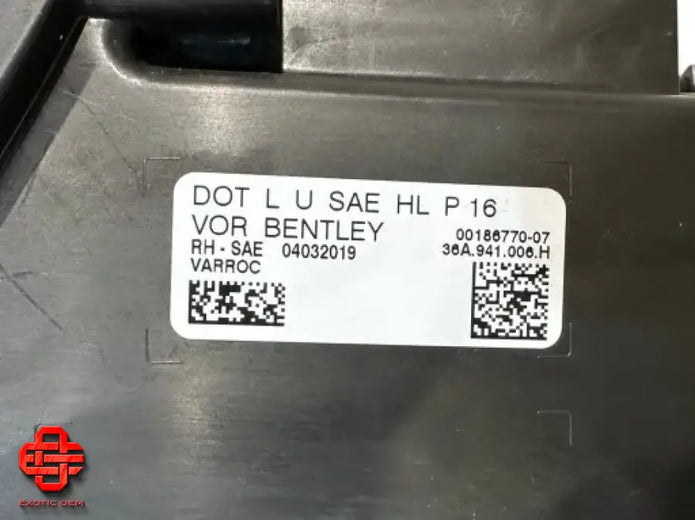 DOT L U SAE HL P 16
VOR BENTLEY
RH - SAE 04032019
VARROC
00186770-07
36A.941.006.H
EXOTIC OEM